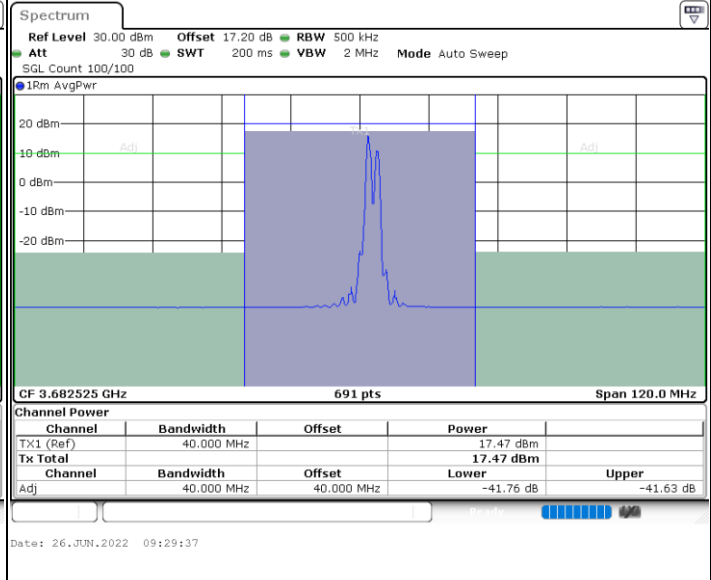 Spectrum
Ref Level 30.00 dBm Offset 17.20 dB RBW 500 kHz
Att 30 dB SWT 200 ms VBW 2 MHz Mode Auto Sweep
SGL Count 100/100
1Rm AvgPwr
20 dBm
TX1
Adj
Adj
10 dBm
0 dBm
-10 dBm
-20 dBm
CF 3.682525 GHz 691 pts Span 120.0 MHz
Channel Power
Channel Bandwidth Offset Power
TX1 (Ref) 40.000 MHz 17.47 dBm
Tx Total 17.47 dBm
Channel Bandwidth Offset Lower Upper
Adj 40.000 MHz 40.000 MHz -41.76 dB -41.63 dB
Ready
Date: 26.JUN.2022 09:29:37